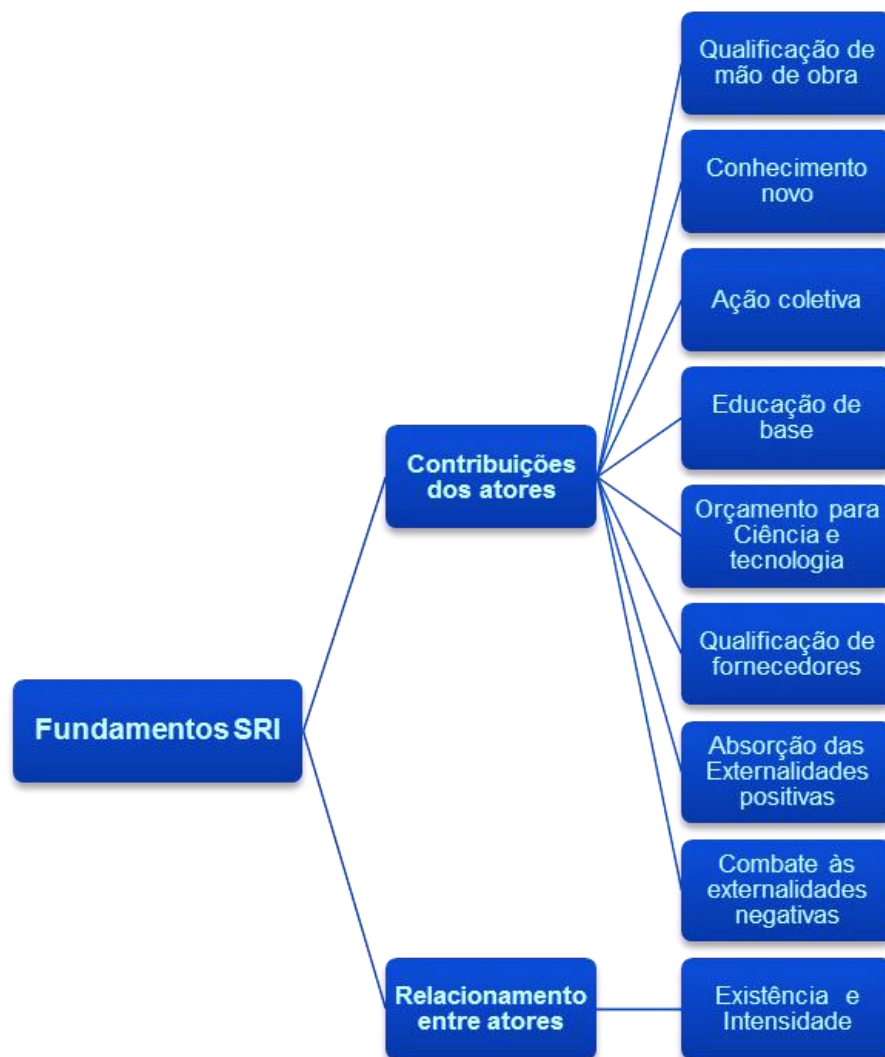 Qualificação de
mão de obra
Conhecimento
novo
Ação coletiva
Educação de
base
Contribuições
dos atores
Orçamento para
Ciência e
tecnologia
Qualificação de
fornecedores
Fundamentos SRI
Absorção das
Externalidades
positivas
Combate às
externalidades
negativas
Relacionamento
entre atores
Existência e
Intensidade